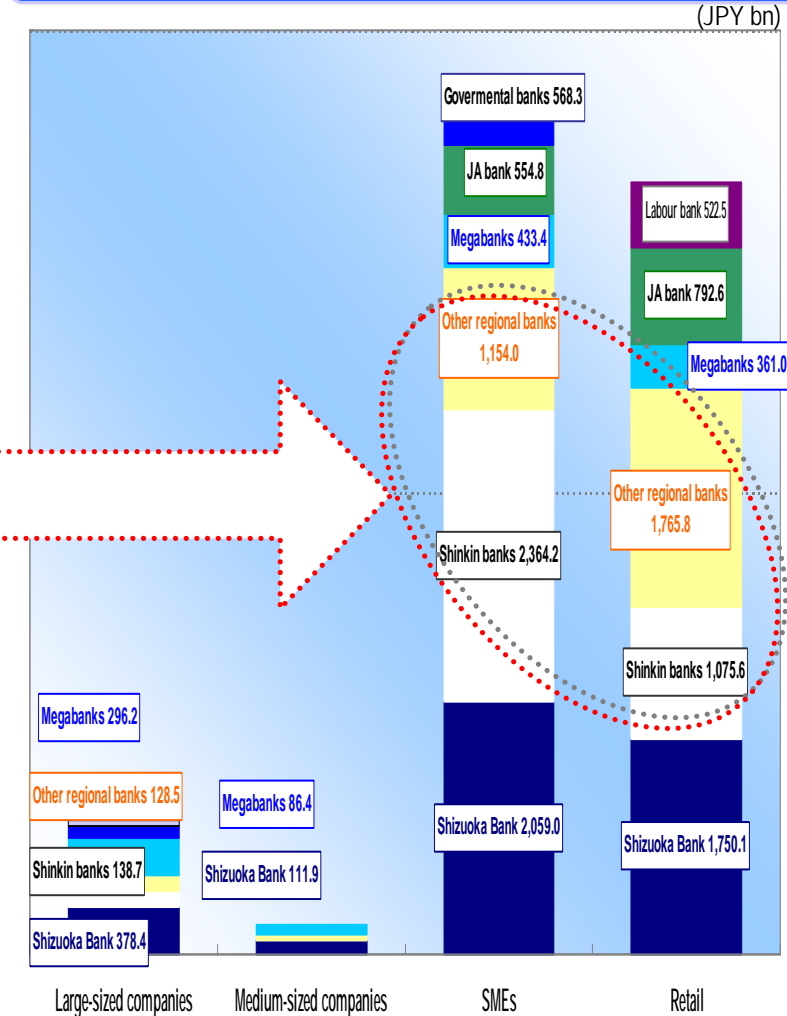 (JPY bn)
Govermental banks 568.3
JA bank 554.8
Megabanks 433.4
Other regional banks
1,154.0
Shinkin banks 2,364.2
Shizuoka Bank 2,059.0
Labour bank 522.5
JA bank 792.6
Megabanks 361.0
Other regional banks
1,765.8
Shinkin banks 1,075.6
Shizuoka Bank 1,750.1
Megabanks 296.2
Other regional banks 128.5
Shinkin banks 138.7
Shizuoka Bank 378.4
Megabanks 86.4
Shizuoka Bank 111.9
Large-sized companies
Medium-sized companies
SMEs
Retail